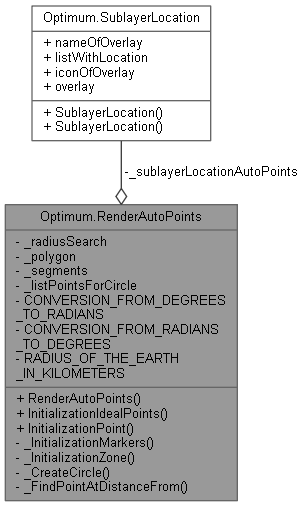 Optimum.SublayerLocation
+ nameOfOverlay
+ listWithLocation
+ iconOfOverlay
+ overlay
+ SublayerLocation()
+ SublayerLocation()
-_sublayerLocationAutoPoints
Optimum.RenderAutoPoints
- _radiusSearch
- _polygon
- _segments
- _listPointsForCircle
- CONVERSION_FROM_DEGREES
_TO_RADIANS
- CONVERSION_FROM_RADIANS
_TO_DEGREES
- RADIUS_OF_THE_EARTH
_IN_KILOMETERS
+ RenderAutoPoints()
+ InitializationIdealPoints()
+ InitializationPoint()
- _InitializationMarkers()
- _InitializationZone()
- _CreateCircle()
- _FindPointAtDistanceFrom()